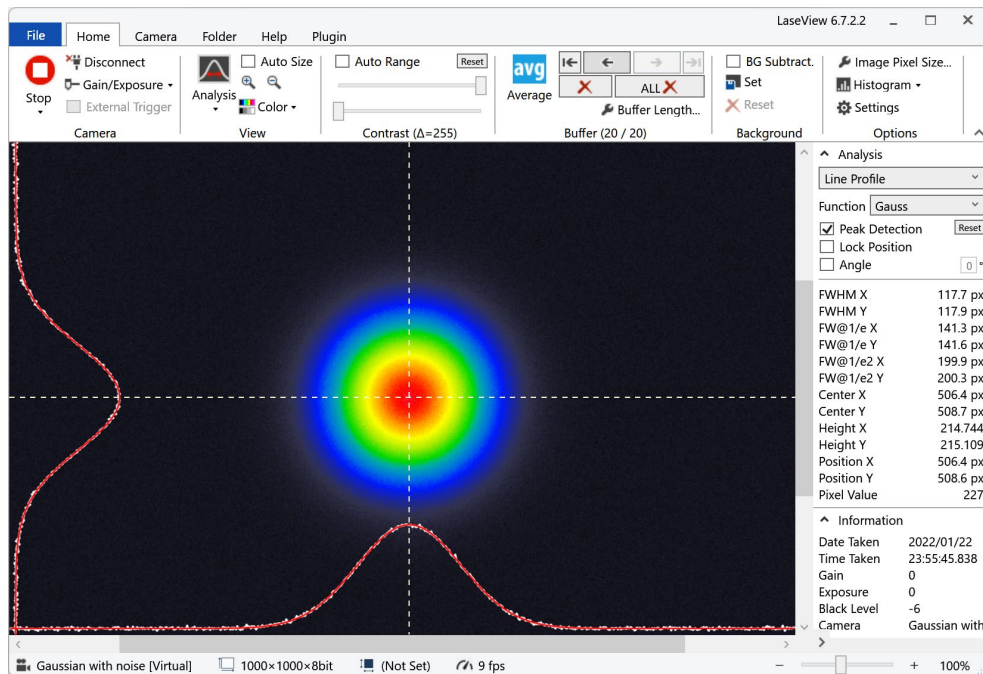 LaseView 6.7.2.2
File Home Camera Folder Help Plugin
Stop
Disconnect
Gain/Exposure
External Trigger
Camera
Analysis
Auto Size
Color
View
Auto Range Reset
Contrast (Δ=255)
avg
Average
ALL
Buffer Length...
Buffer (20 / 20)
BG Subtract.
Set
Reset
Background
Image Pixel Size...
Histogram
Settings
Options
Analysis
Line Profile
Function Gauss
Peak Detection Reset
Lock Position
Angle 0 °
FWHM X 117.7 px
FWHM Y 117.9 px
FW@1/e X 141.3 px
FW@1/e Y 141.6 px
FW@1/e2 X 199.9 px
FW@1/e2 Y 200.3 px
Center X 506.4 px
Center Y 508.7 px
Height X 214.744
Height Y 215.109
Position X 506.4 px
Position Y 508.6 px
Pixel Value 227
Information
Date Taken 2022/01/22
Time Taken 23:55:45.838
Gain 0
Exposure 0
Black Level -6
Camera Gaussian with
Gaussian with noise [Virtual] 1000×1000×8bit (Not Set) 9 fps − + 100%